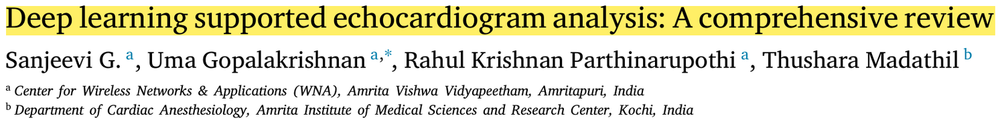 Deep learning supported echocardiogram analysis: A comprehensive review
Sanjeevi G. a, Uma Gopalakrishnan a,*, Rahul Krishnan Parthinarupothi a, Thushara Madathil b
a Center for Wireless Networks & Applications (WNA), Amrita Vishwa Vidyapeetham, Amritapuri, India
b Department of Cardiac Anesthesiology, Amrita Institute of Medical Sciences and Research Center, Kochi, India